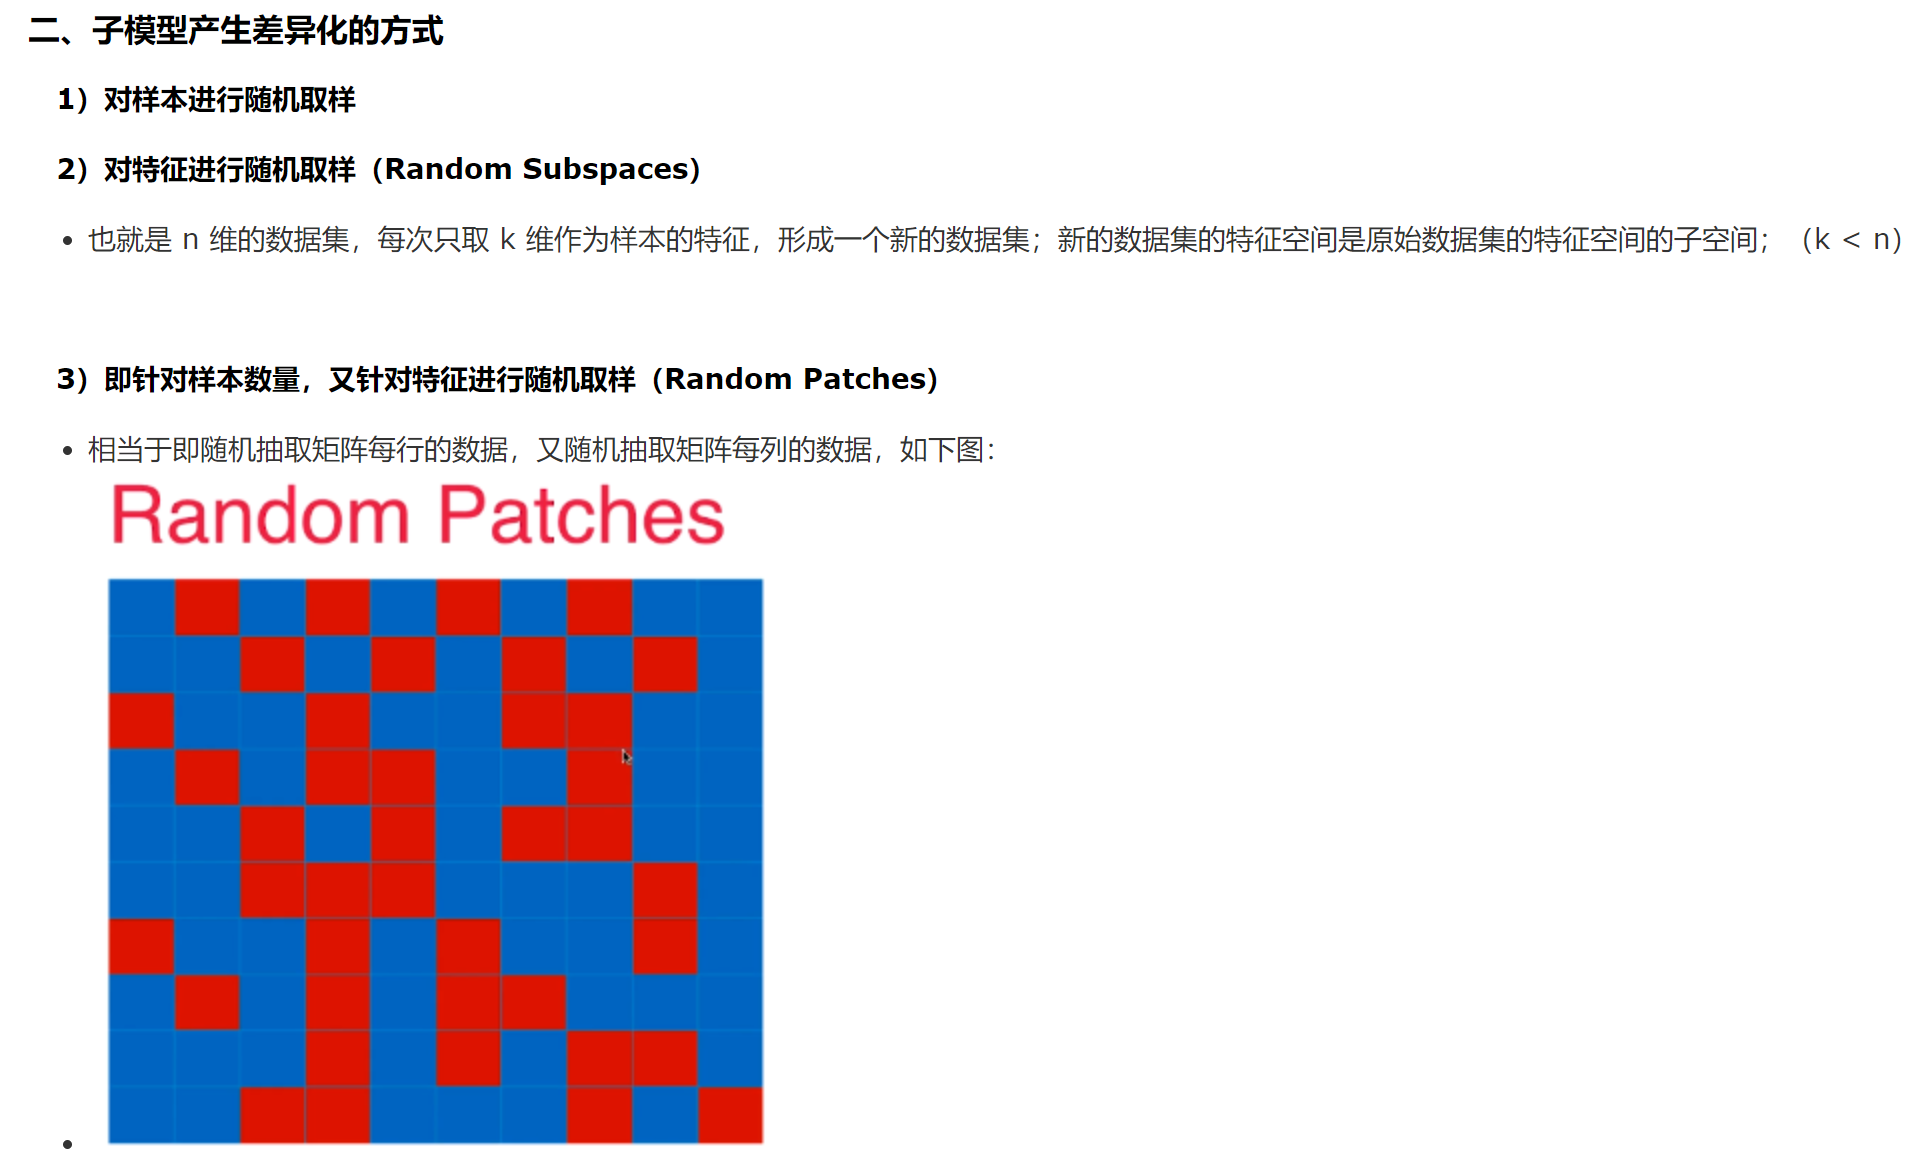 二、子模型产生差异化的方式
1）对样本进行随机取样
2）对特征进行随机取样（Random Subspaces）
也就是 n 维的数据集，每次只取 k 维作为样本的特征，形成一个新的数据集；新的数据集的特征空间是原始数据集的特征空间的子空间；（k < n）
3）即针对样本数量，又针对特征进行随机取样（Random Patches）
相当于即随机抽取矩阵每行的数据，又随机抽取矩阵每列的数据，如下图：
Random Patches